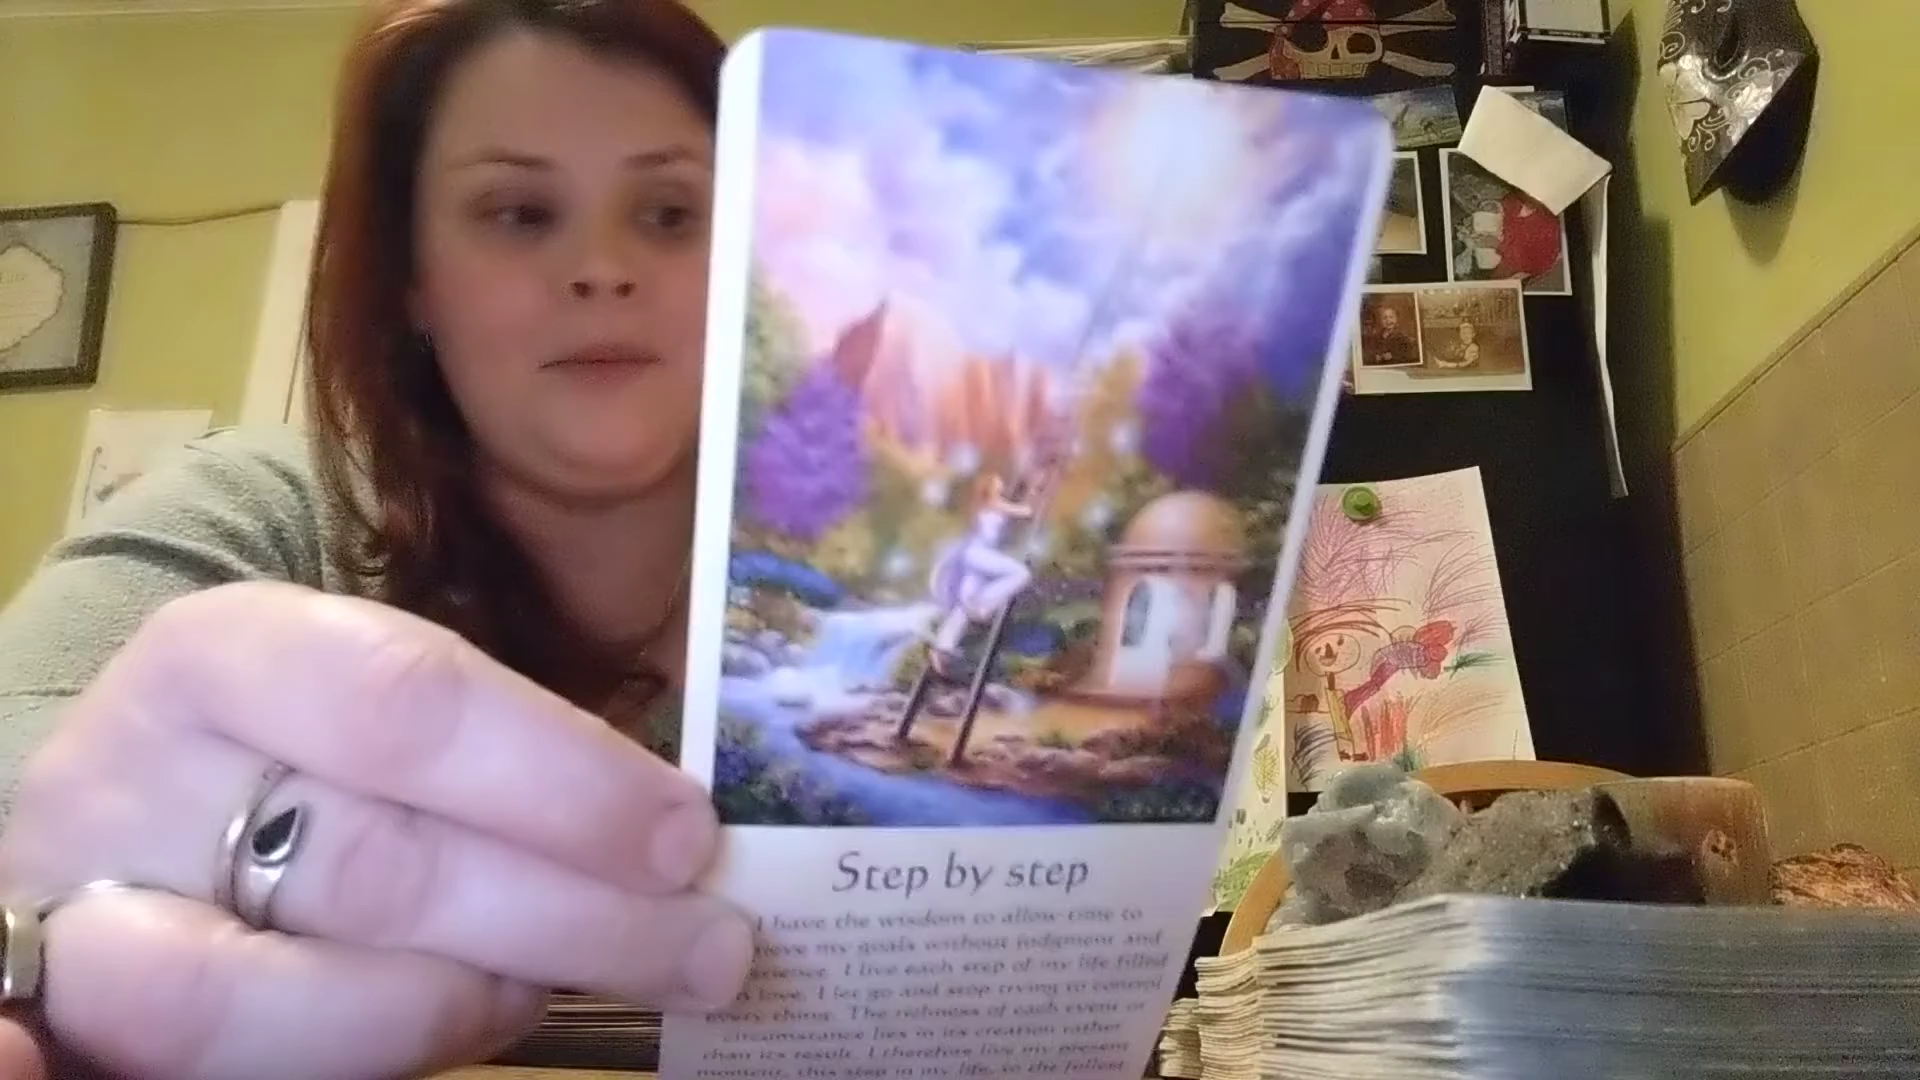 Step by step
I have the wisdom to allow time to
my goals without judgment and
I live each step of my life filled
love. I let go and stop trying to control
every thing. The richness of each event or
circumstance lies in its creation rather
than its result. I therefore live my present
moment, this step in my life, to the fullest